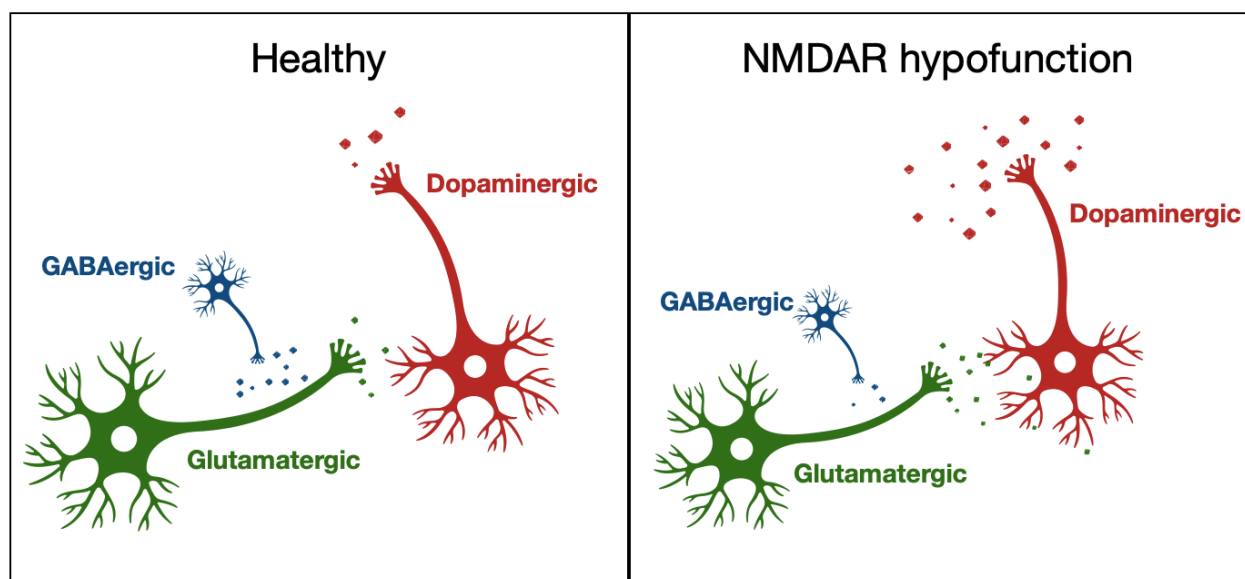 Healthy
Dopaminergic
GABAergic
Glutamatergic
NMDAR hypofunction
Dopaminergic
GABAergic
Glutamatergic